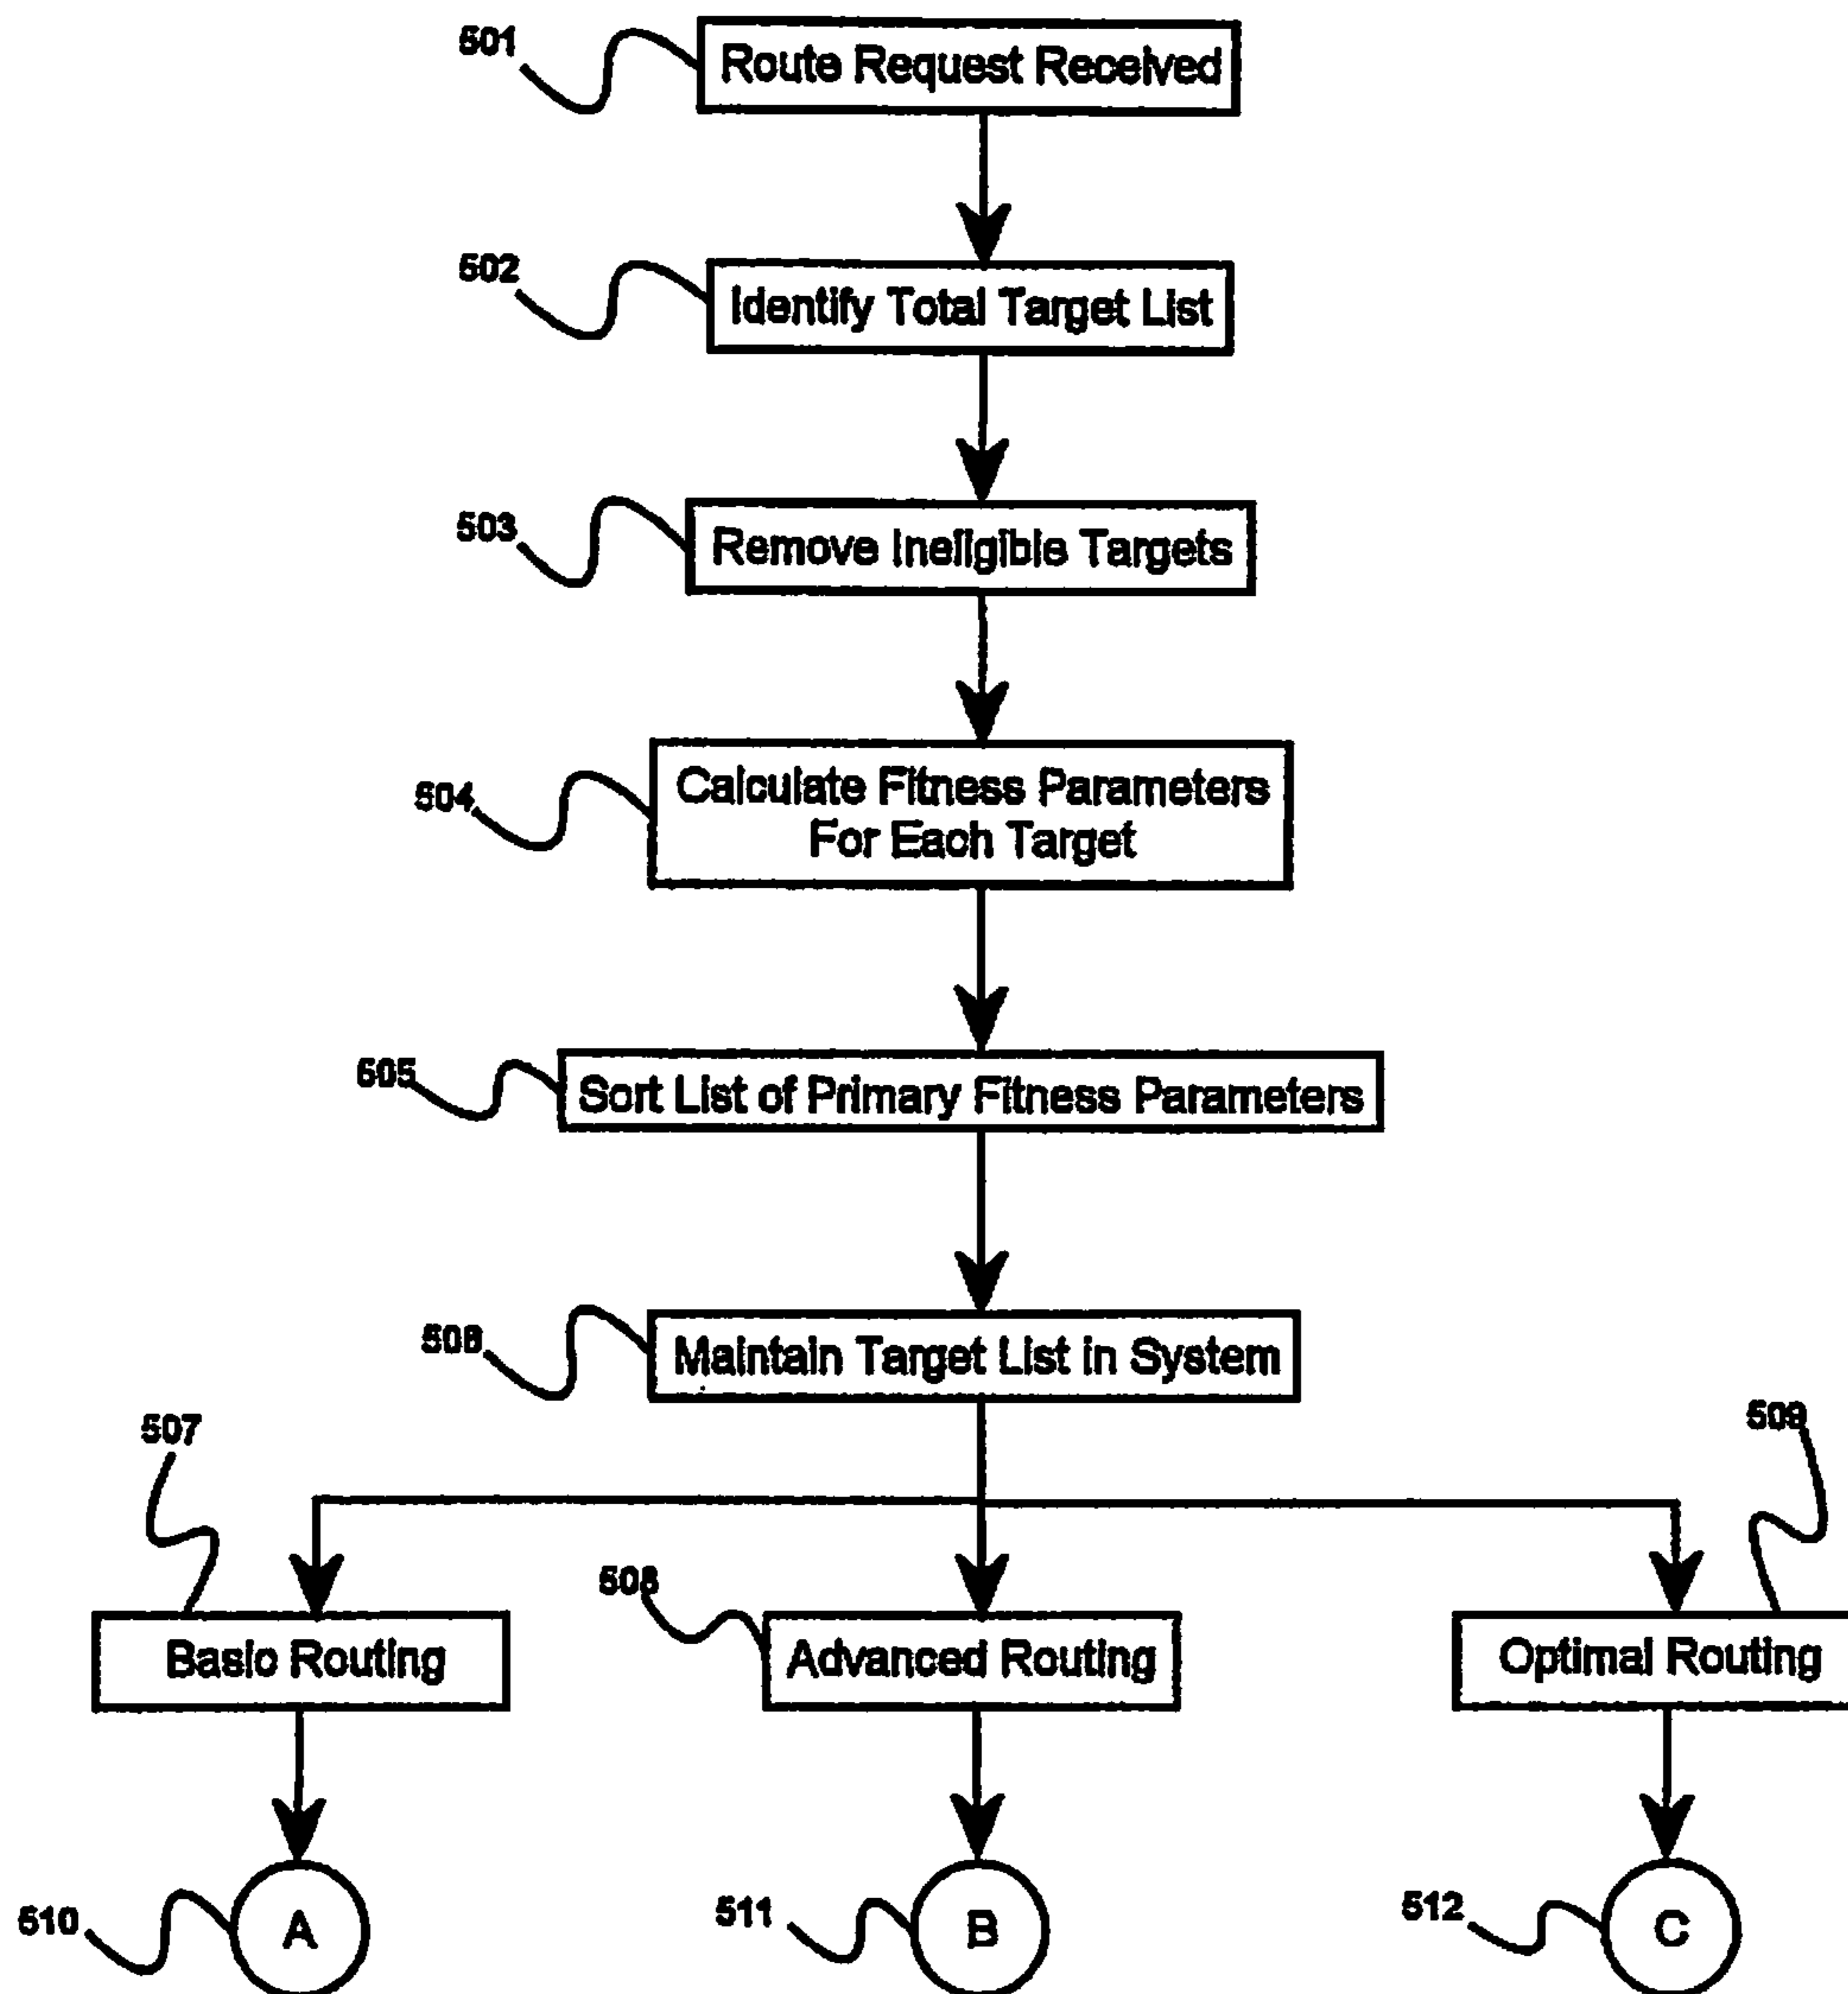 501
Route Request Received
502
Identify Total Target List
503
Remove Ineligible Targets
504
Calculate Fitness Parameters
For Each Target
505
Sort List of Primary Fitness Parameters
506
Maintain Target List in System
507
509
508
Basic Routing
Advanced Routing
Optimal Routing
510
A
511
B
512
C